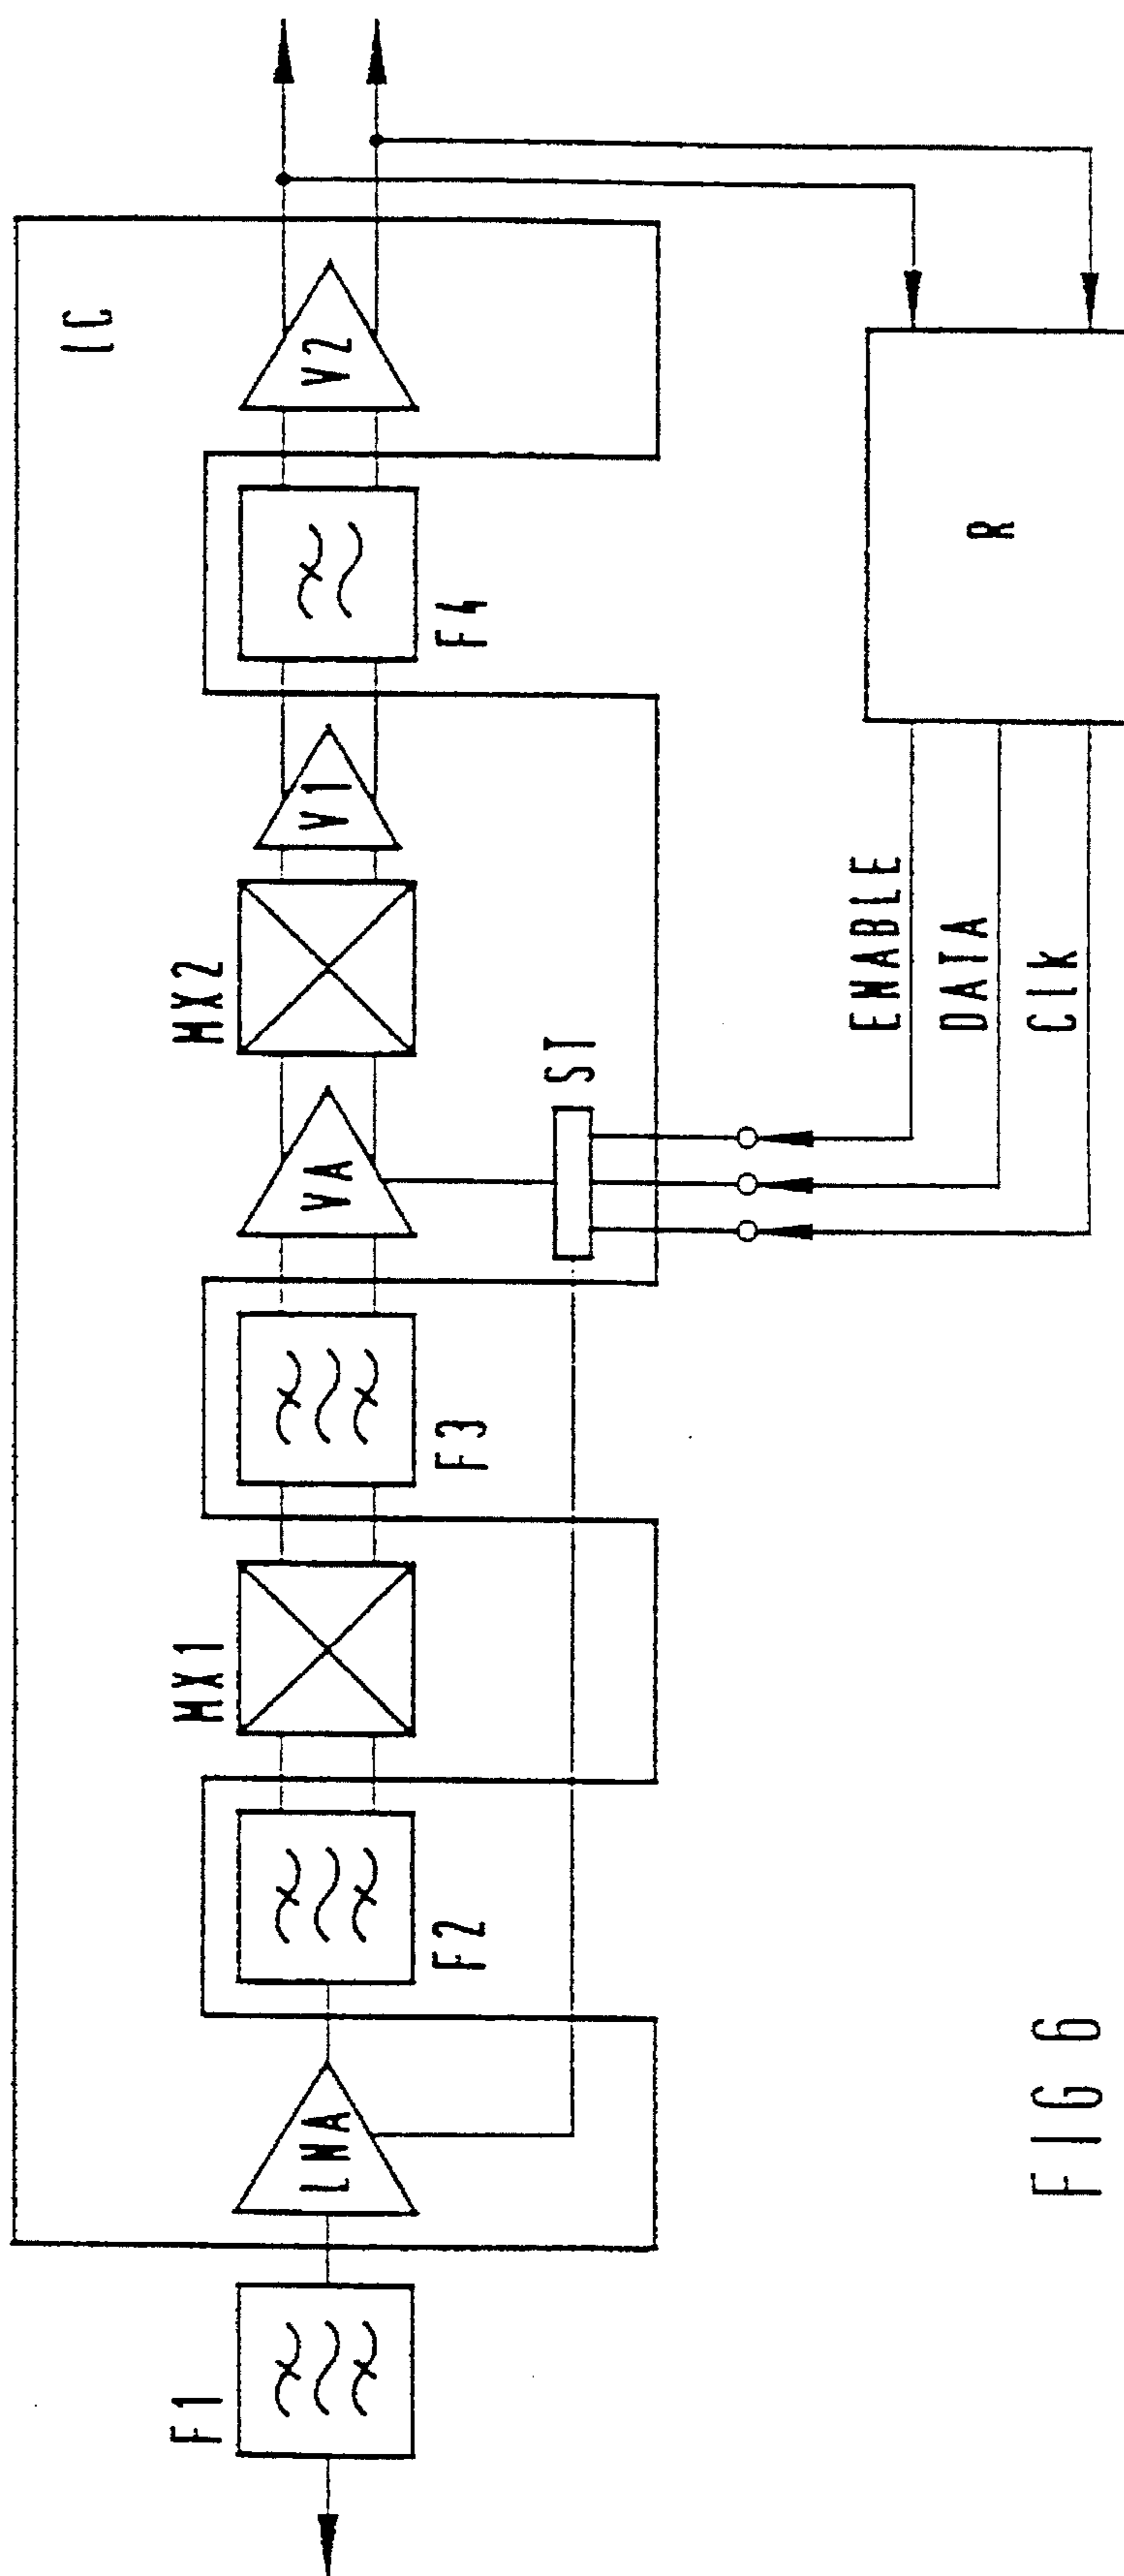 IC
F1
LNA
F2
MX1
F3
VA
MX2
V1
F4
V2
ST
ENABLE
DATA
CLK
R
FIG 6